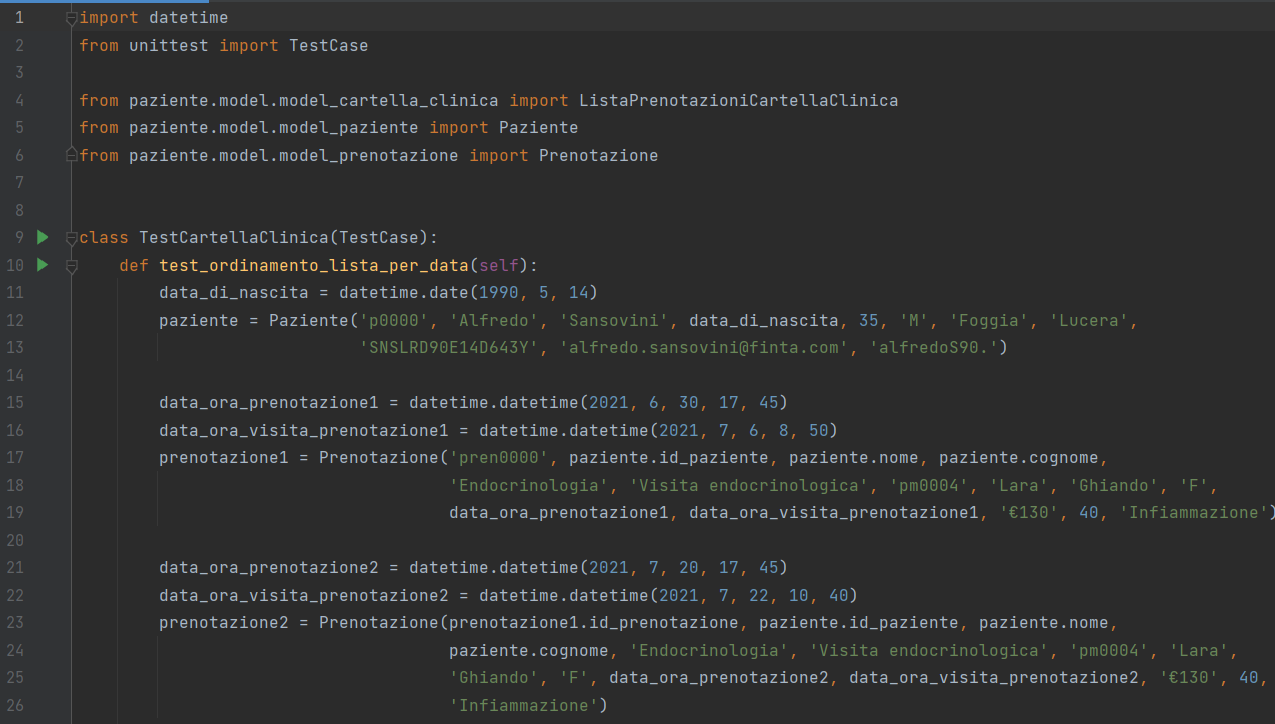 1 import datetime
2 from unittest import TestCase
3
4 from paziente.model.model_cartella_clinica import ListaPrenotazioniCartellaClinica
5 from paziente.model.model_paziente import Paziente
6 from paziente.model.model_prenotazione import Prenotazione
7
8
9 class TestCartellaClinica(TestCase):
10     def test_ordinamento_lista_per_data(self):
11         data_di_nascita = datetime.date(1990, 5, 14)
12         paziente = Paziente('p0000', 'Alfredo', 'Sansovini', data_di_nascita, 35, 'M', 'Foggia', 'Lucera',
13                             'SNSLRD90E14D643Y', 'alfredo.sansovini@finta.com', 'alfredoS90.')
14
15         data_ora_prenotazione1 = datetime.datetime(2021, 6, 30, 17, 45)
16         data_ora_visita_prenotazione1 = datetime.datetime(2021, 7, 6, 8, 50)
17         prenotazione1 = Prenotazione('pren0000', paziente.id_paziente, paziente.nome, paziente.cognome,
18                                      'Endocrinologia', 'Visita endocrinologica', 'pm0004', 'Lara', 'Ghiando', 'F',
19                                      data_ora_prenotazione1, data_ora_visita_prenotazione1, '€130', 40, 'Infiammazione')
20
21         data_ora_prenotazione2 = datetime.datetime(2021, 7, 20, 17, 45)
22         data_ora_visita_prenotazione2 = datetime.datetime(2021, 7, 22, 10, 40)
23         prenotazione2 = Prenotazione(prenotazione1.id_prenotazione, paziente.id_paziente, paziente.nome,
24                                      paziente.cognome, 'Endocrinologia', 'Visita endocrinologica', 'pm0004', 'Lara',
25                                      'Ghiando', 'F', data_ora_prenotazione2, data_ora_visita_prenotazione2, '€130', 40,
26                                      'Infiammazione')